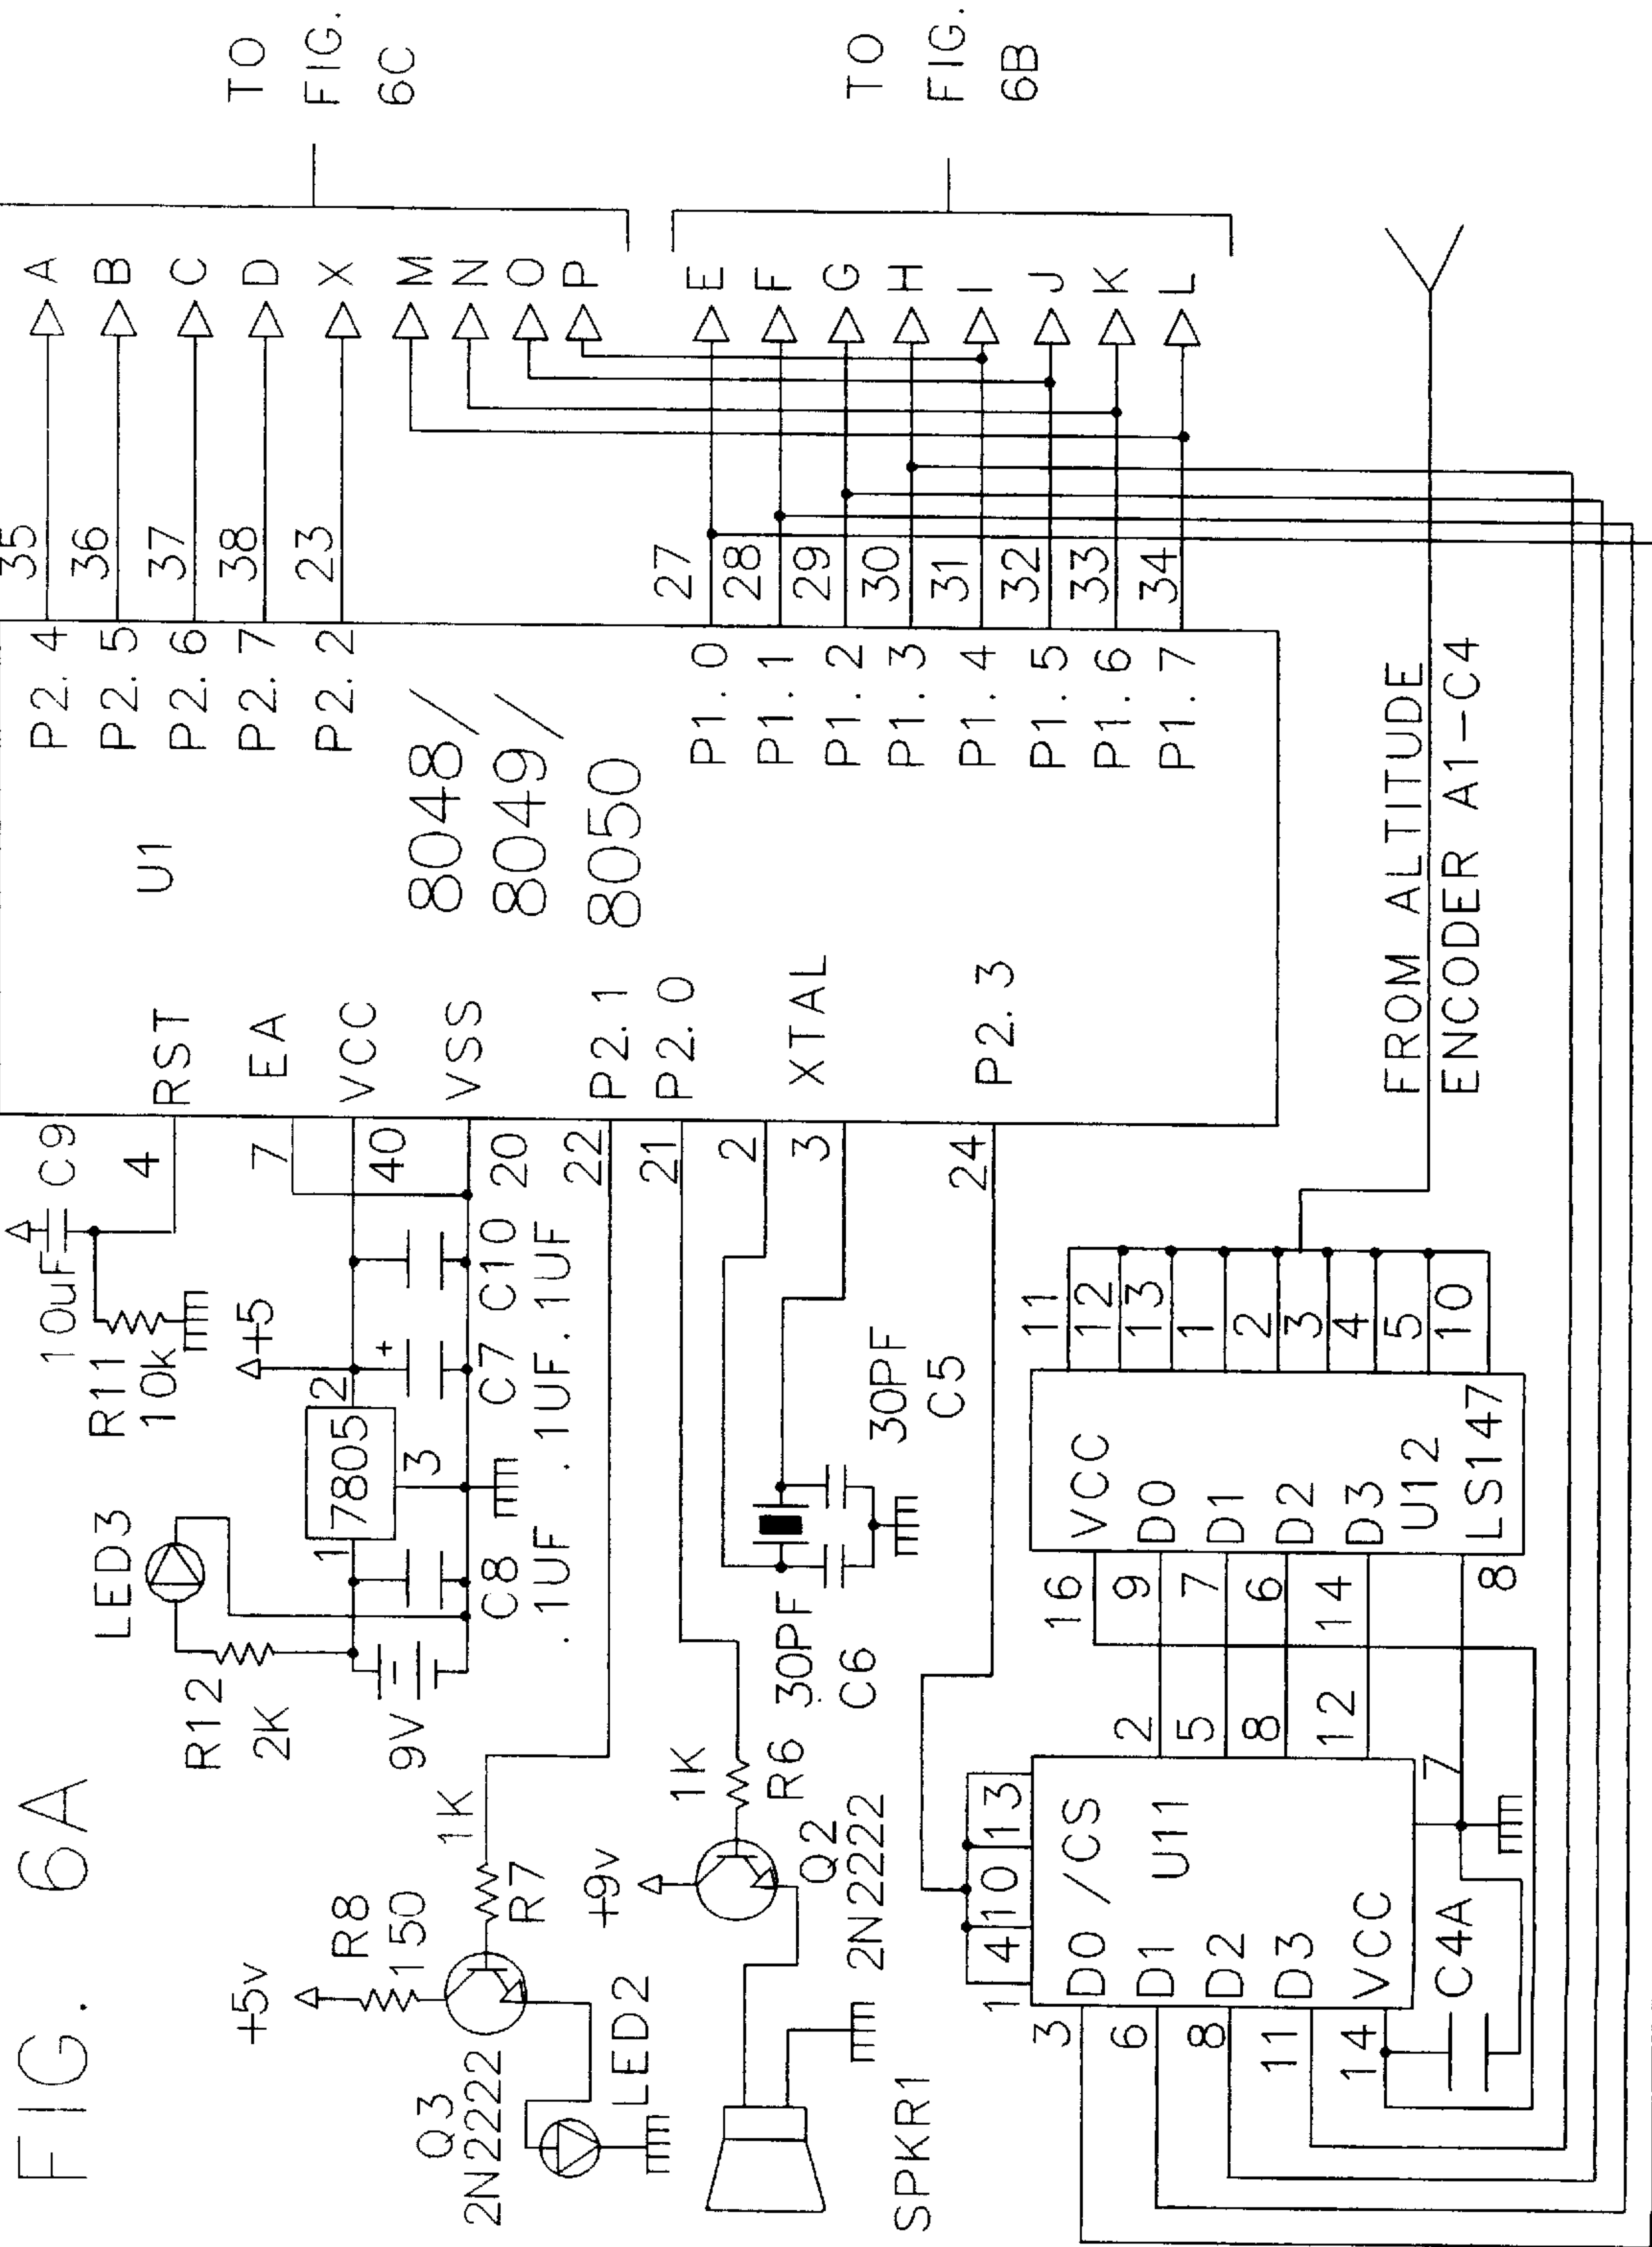 FIG. 6A
TO
FIG.
6C
TO
FIG.
6B
A
B
C
D
X
M
N
O
P
E
F
G
H
I
J
K
L
35
36
37
38
23
27
28
29
30
31
32
33
34
P2.4
P2.5
P2.6
P2.7
P2.2
P1.0
P1.1
P1.2
P1.3
P1.4
P1.5
P1.6
P1.7
U1
8048/
8049/
8050
RST
EA
VCC
VSS
P2.1
P2.0
XTAL
P2.3
4
7
40
20
22
21
2
3
24
10uF C9
R11
10k
+5
LED3
R12
2K
9V
1
7805
2
3
C8
.1UF
C7
.1UF
C10
.1UF
+5v
R8
150
1K
R7
Q3
2N2222
LED2
+9v
1K
R6
Q2
2N2222
SPKR1
30PF
C6
30PF
C5
FROM ALTITUDE
ENCODER A1-C4
11
12
13
1
2
3
4
5
10
VCC
D0
D1
D2
D3
U12
LS147
16
9
7
6
14
8
2
5
8
12
7
1
4
10
13
D0 /CS
D1
D2
D3
VCC
U11
3
6
8
11
14
C4A